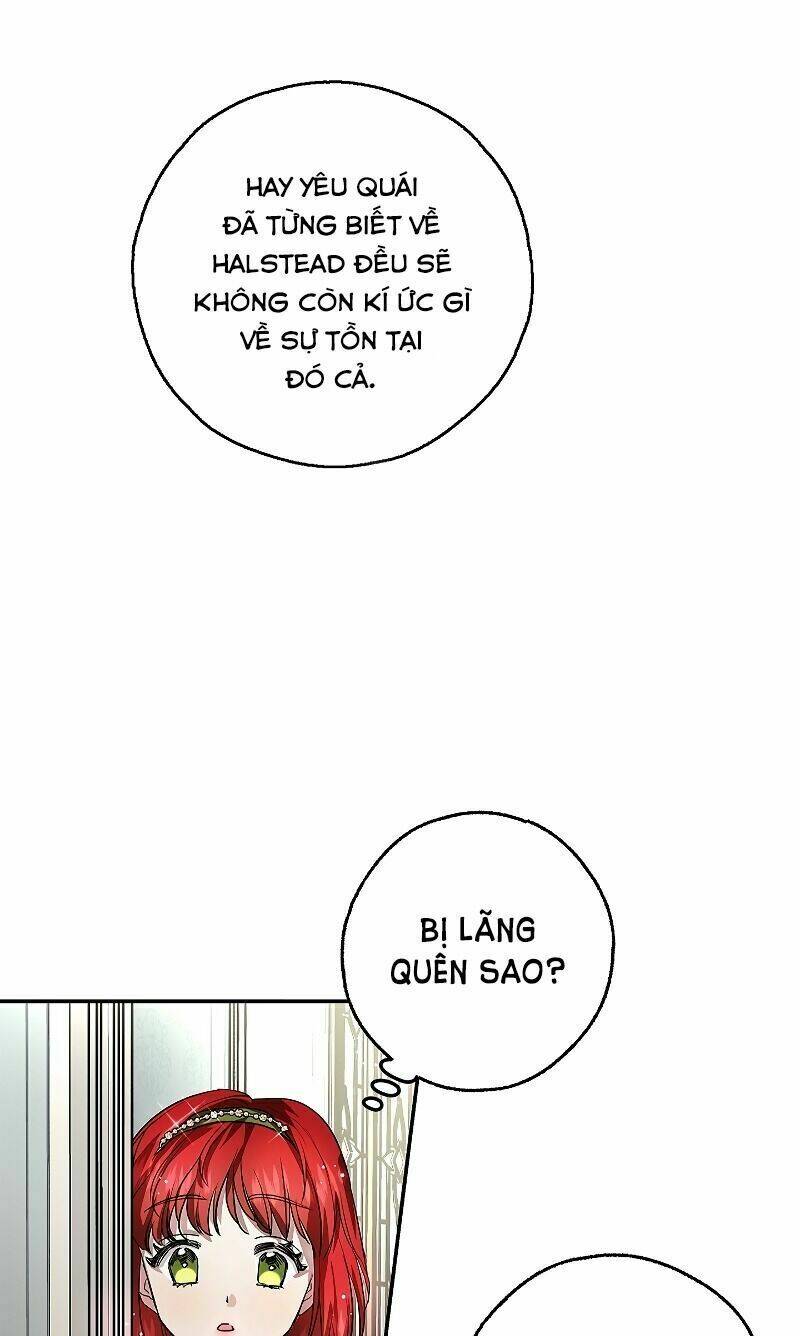 HAY YÊU QUÁI
ĐÃ TỪNG BIẾT VỀ
HALSTEAD ĐỀU SẼ
KHÔNG CÒN KÍ ỨC GÌ
VỀ SỰ TỒN TẠI
ĐÓ CẢ.
BỊ LÃNG
QUÊN SAO?